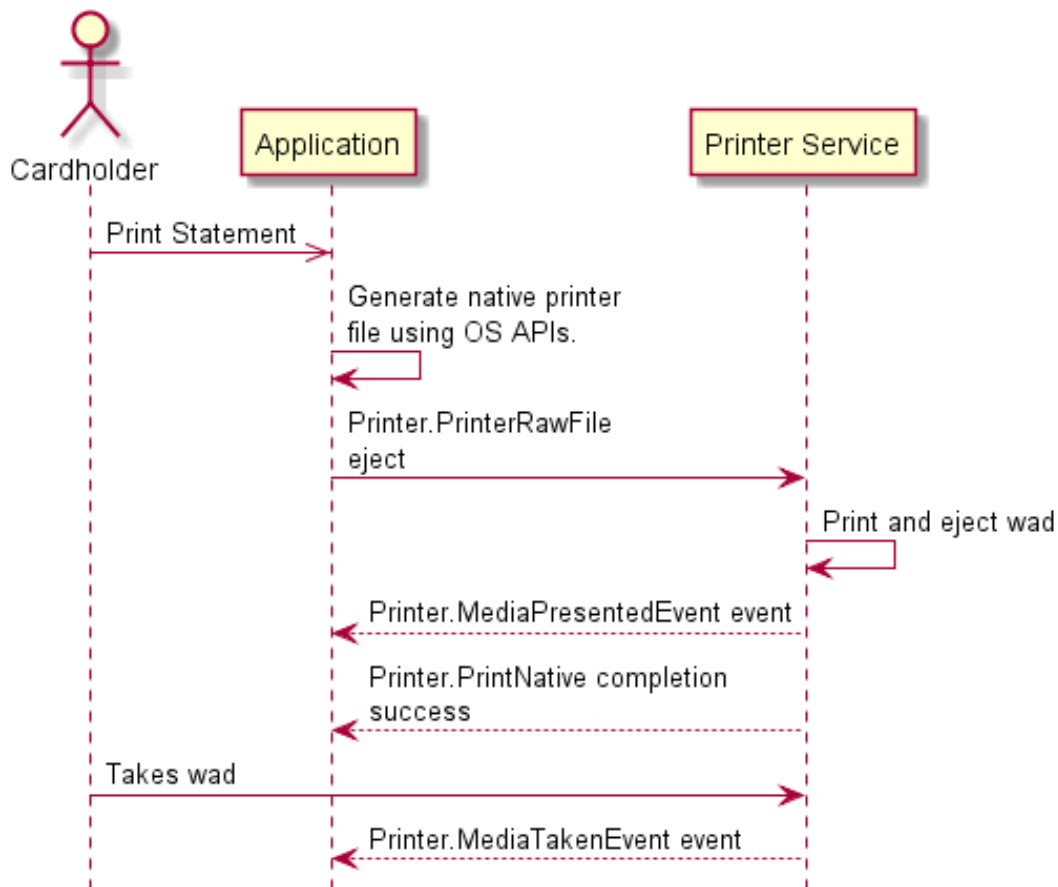 Cardholder
Application
Printer Service
Print Statement
Generate native printer
file using OS APIs.
Printer.PrinterRawFile
eject
Print and eject wad
Printer.MediaPresentedEvent event
Printer.PrintNative completion
success
Takes wad
Printer.MediaTakenEvent event